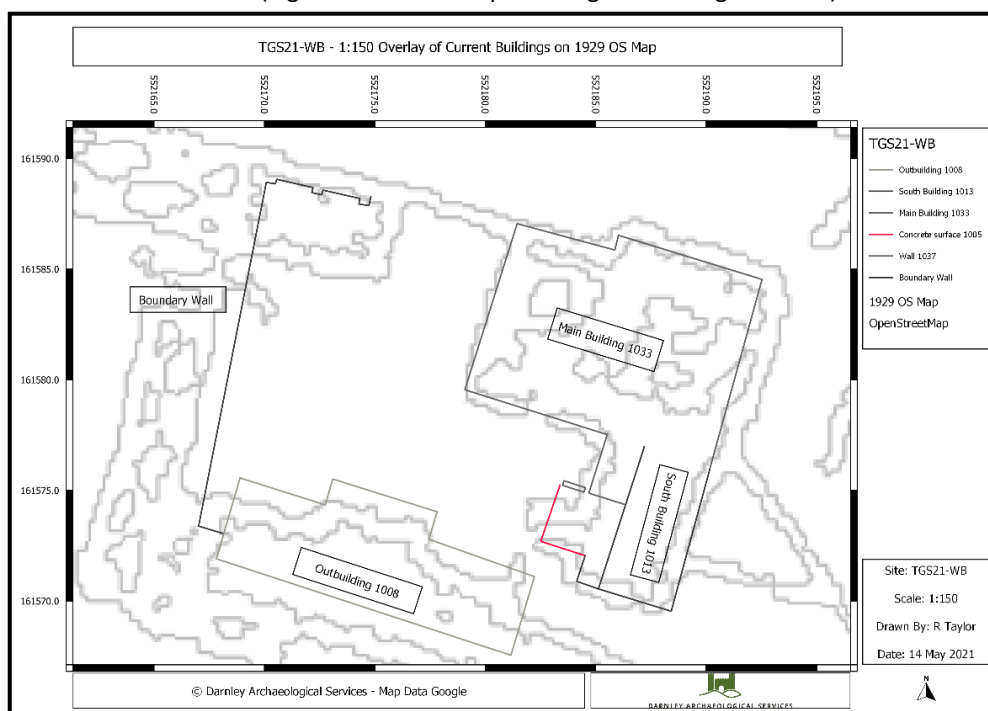 TGS21-WB - 1:150 Overlay of Current Buildings on 1929 OS Map
552165.0
552170.0
552175.0
552180.0
552185.0
552190.0
552195.0
161590.0
161585.0
161580.0
161575.0
161570.0
Boundary Wall
Main Building 1033
South Building 1013
Outbuilding 1008
TGS21-WB
Outbuilding 1008
South Building 1013
Main Building 1033
Concrete surface 1005
Wall 1037
Boundary Wall
1929 OS Map
OpenStreetMap
Site: TGS21-WB
Scale: 1:150
Drawn By: R Taylor
Date: 14 May 2021
© Darnley Archaeological Services - Map Data Google
DARNLEY ARCHAEOLOGICAL SERVICES
N